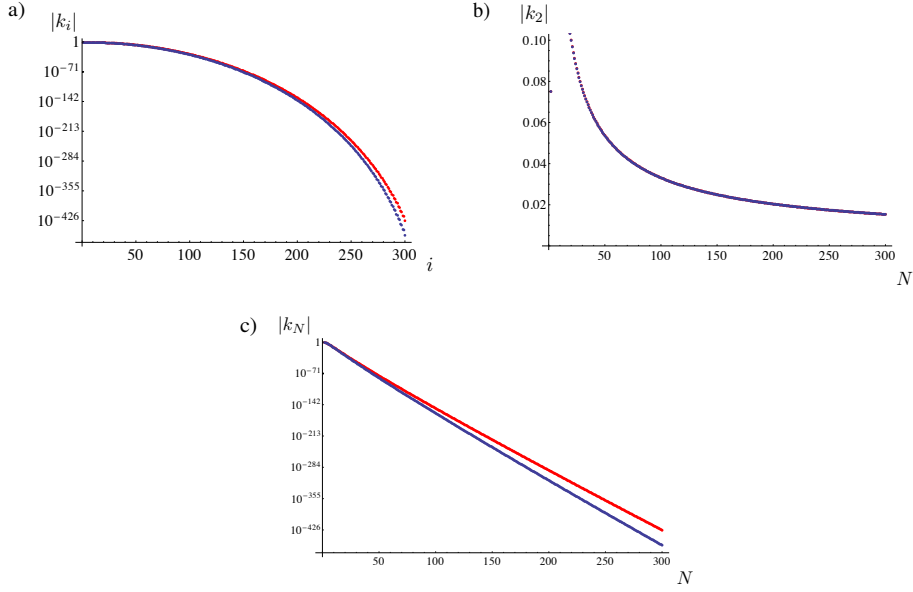 a)
|k_i|
1
10^{-71}
10^{-142}
10^{-213}
10^{-284}
10^{-355}
10^{-426}
50 100 150 200 250 300
i
b)
|k_2|
0.10
0.08
0.06
0.04
0.02
50 100 150 200 250 300
N
c)
|k_N|
1
10^{-71}
10^{-142}
10^{-213}
10^{-284}
10^{-355}
10^{-426}
50 100 150 200 250 300
N